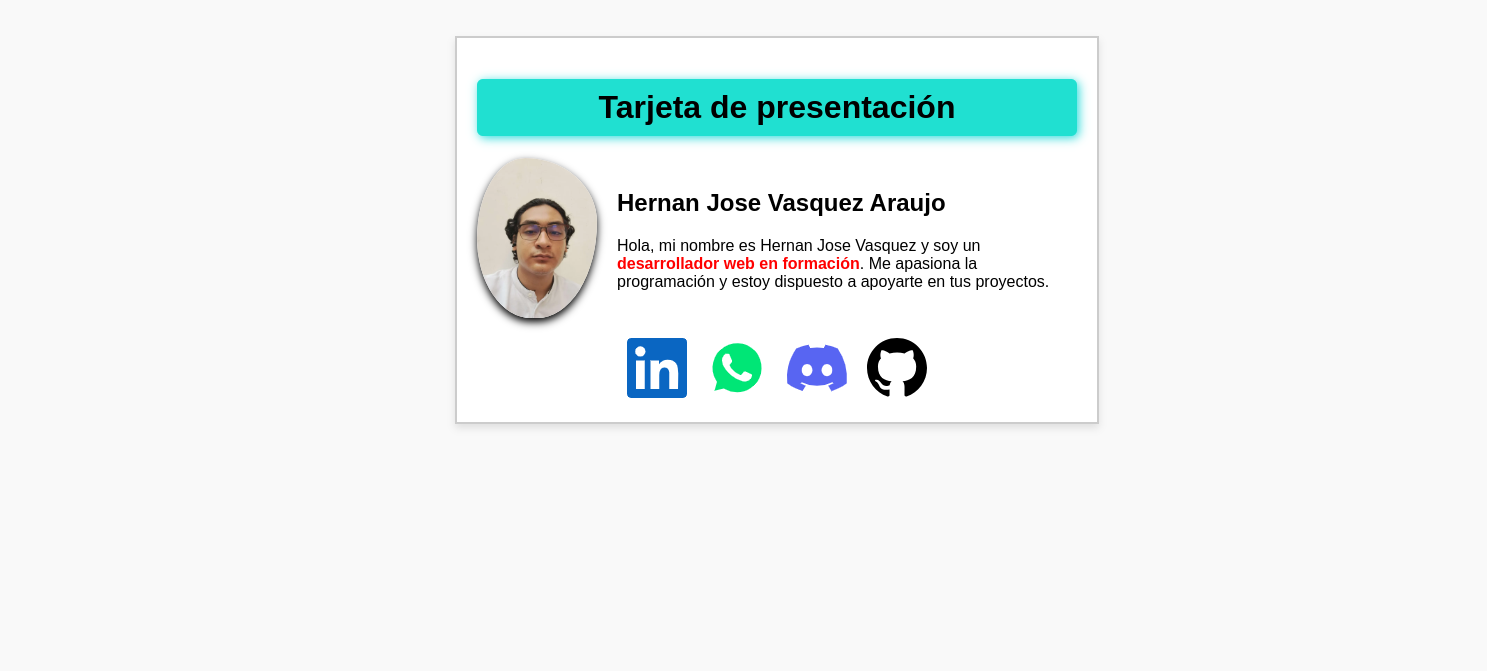 Tarjeta de presentación
Hernan Jose Vasquez Araujo
Hola, mi nombre es Hernan Jose Vasquez y soy un
desarrollador web en formación. Me apasiona la
programación y estoy dispuesto a apoyarte en tus proyectos.
in